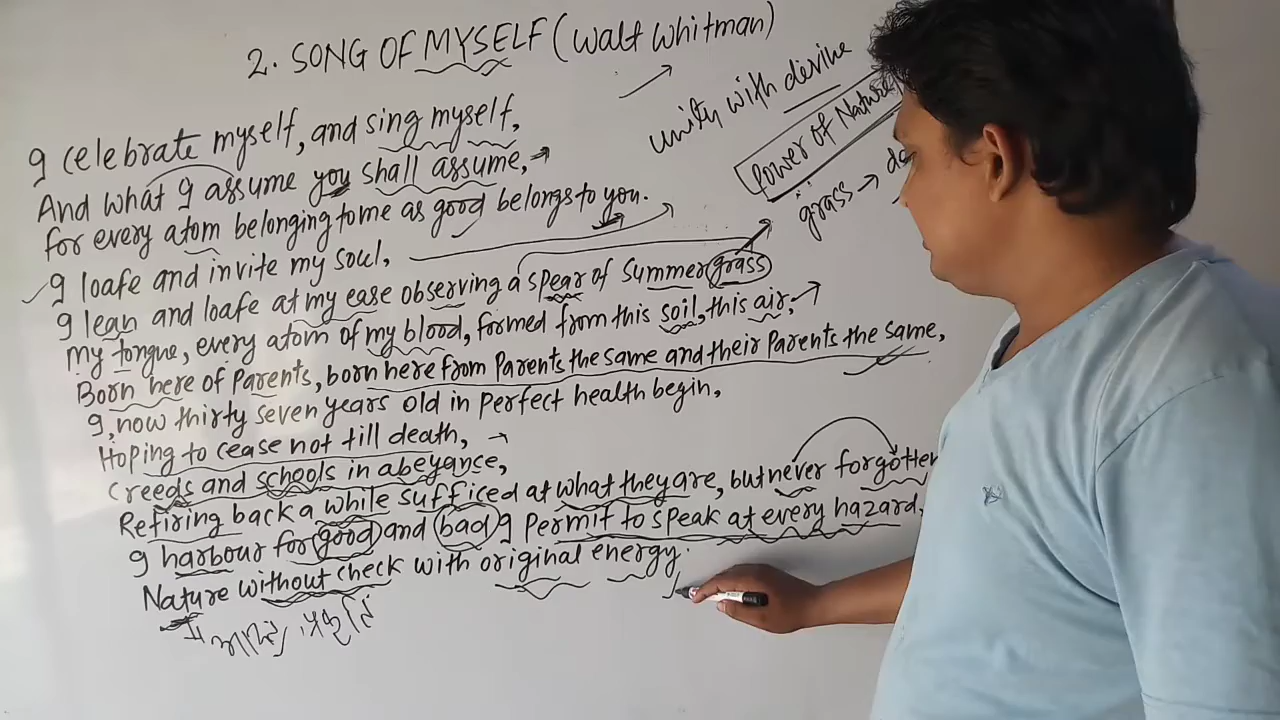 2. SONG OF MYSELF (Walt Whitman)
I celebrate myself, and sing myself,
And what I assume you shall assume,
for every atom belonging to me as good belongs to you.
I loafe and invite my soul,
I lean and loafe at my ease observing a spear of summer grass
My tongue, every atom of my blood, formed from this soil, this air,
Born here of Parents, born here from Parents the same and their Parents the same,
I, now thirty seven years old in perfect health begin,
Hoping to cease not till death,
Creeds and schools in abeyance,
Refiring back a while sufficed at what they are, but never forgotten
I harbour for good and bad I permit to speak at every hazard,
Nature without check with original energy.
unity with devine
Power of Nature
grass →